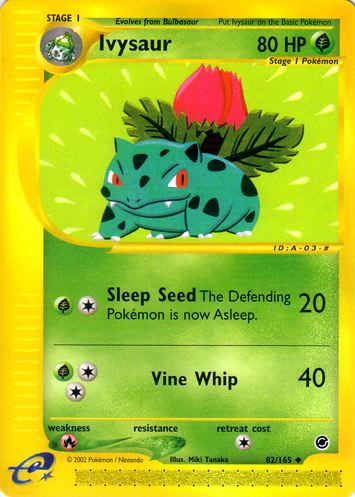 STAGE 1
Evolves from Bulbasaur
Put Ivysaur on the Basic Pokémon
Ivysaur
80 HP
Stage 1 Pokémon
ID:A-03-#
Sleep Seed The Defending
Pokémon is now Asleep.
20
Vine Whip
40
weakness
resistance
retreat cost
© 2002 Pokémon / Nintendo
Illus. Miki Tanaka
82/165 ◆
e